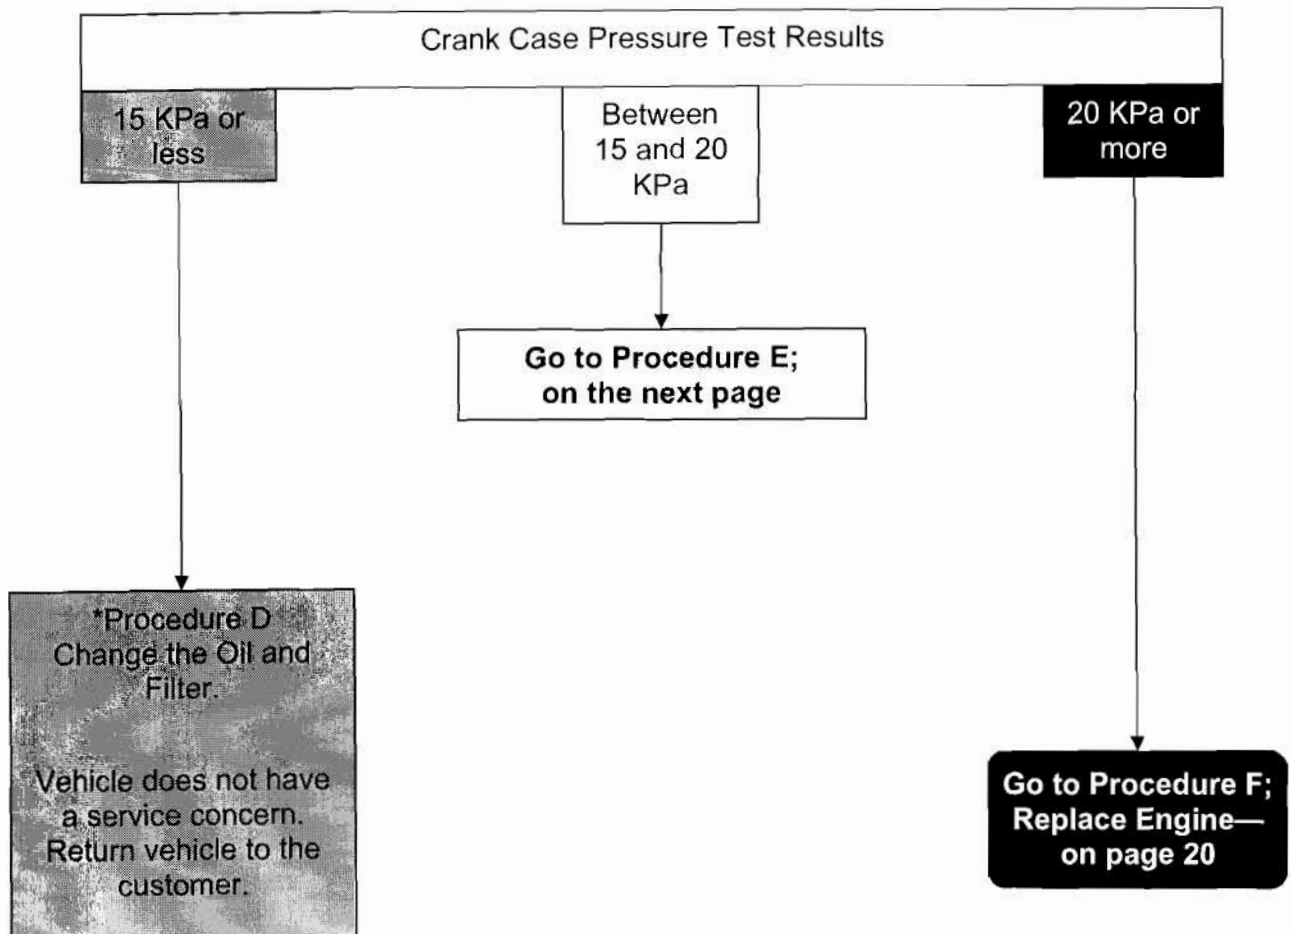 Crank Case Pressure Test Results
15 KPa or
less
Between
15 and 20
KPa
20 KPa or
more
Go to Procedure E;
on the next page
*Procedure D
Change the Oil and
Filter.
Vehicle does not have
a service concern.
Return vehicle to the
customer.
Go to Procedure F;
Replace Engine—
on page 20